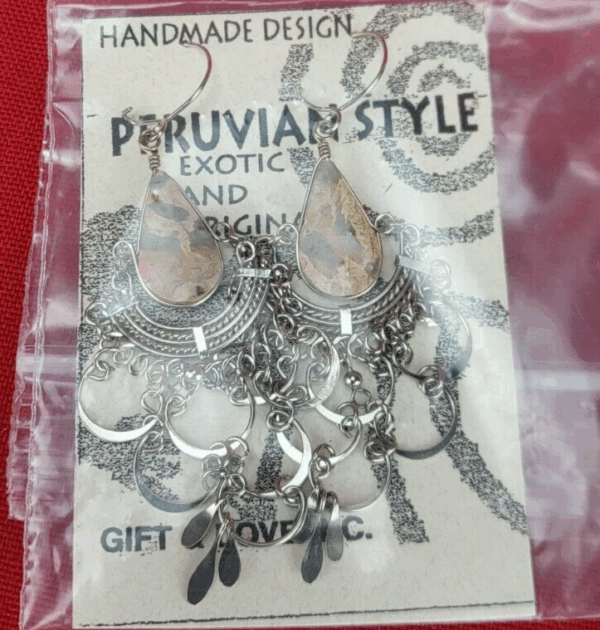 HANDMADE DESIGN
PERUVIAN STYLE
EXOTIC
AND
GIFT